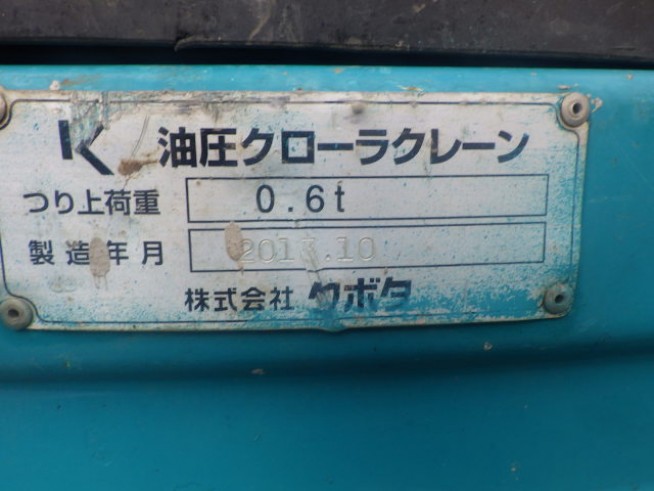 K 油圧クローラクレーン
つり上荷重 0.6t
製造年月
株式会社 クボタ